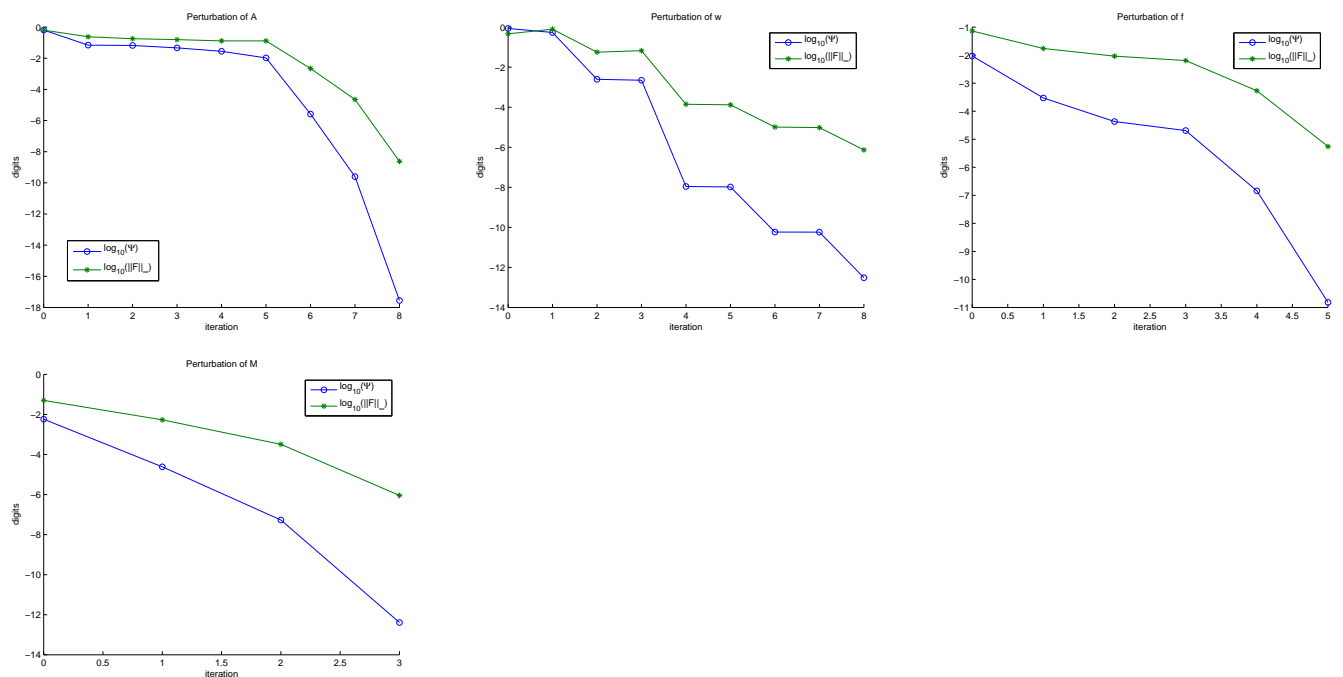 Perturbation of A
0
−2
−4
−6
−8
−10
−12
−14
−16
−18
digits
log10(Ψ)
log10(||F||_)
0 1 2 3 4 5 6 7 8
iteration
Perturbation of w
0
−2
−4
−6
−8
−10
−12
−14
digits
log10(Ψ)
log10(||F||_)
0 1 2 3 4 5 6 7 8
iteration
Perturbation of f
−1
−2
−3
−4
−5
−6
−7
−8
−9
−10
−11
digits
log10(Ψ)
log10(||F||_)
0 0.5 1 1.5 2 2.5 3 3.5 4 4.5 5
iteration
Perturbation of M
0
−2
−4
−6
−8
−10
−12
−14
digits
log10(Ψ)
log10(||F||_)
0 0.5 1 1.5 2 2.5 3
iteration